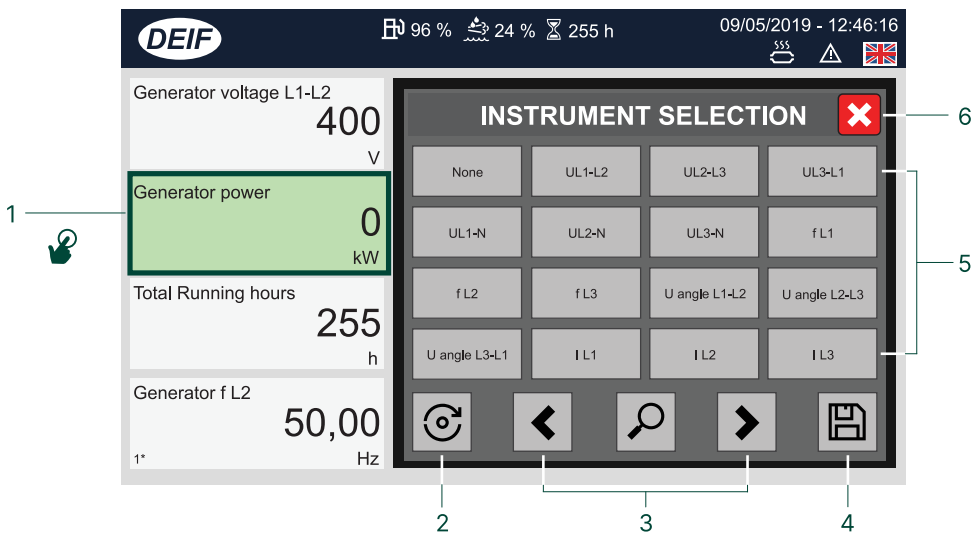 DEIF
96 % 24 % 255 h
09/05/2019 - 12:46:16
Generator voltage L1-L2
400
V
Generator power
0
kW
Total Running hours
255
h
Generator f L2
50,00
1* Hz
INSTRUMENT SELECTION
None UL1-L2 UL2-L3 UL3-L1
UL1-N UL2-N UL3-N f L1
f L2 f L3 U angle L1-L2 U angle L2-L3
U angle L3-L1 I L1 I L2 I L3
1
6
5
2 3 4